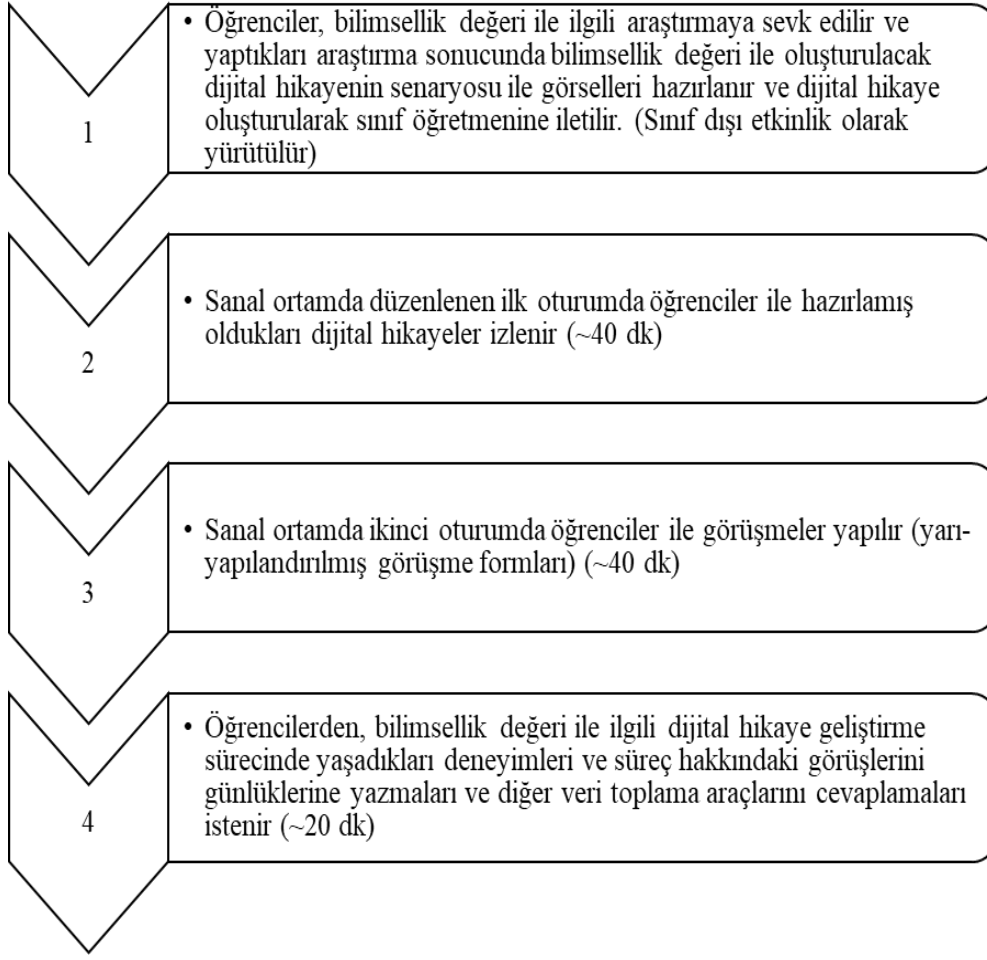 1
• Öğrenciler, bilimsellik değeri ile ilgili araştırmaya sevk edilir ve
yaptıkları araştırma sonucunda bilimsellik değeri ile oluşturulacak
dijital hikayenin senaryosu ile görselleri hazırlanır ve dijital hikaye
oluşturularak sınıf öğretmenine iletilir. (Sınıf dışı etkinlik olarak
yürütülür)
2
• Sanal ortamda düzenlenen ilk oturumda öğrenciler ile hazırlamış
oldukları dijital hikayeler izlenir (~40 dk)
3
• Sanal ortamda ikinci oturumda öğrenciler ile görüşmeler yapılır (yarı-
yapılandırılmış görüşme formları) (~40 dk)
4
• Öğrencilerden, bilimsellik değeri ile ilgili dijital hikaye geliştirme
sürecinde yaşadıkları deneyimleri ve süreç hakkındaki görüşlerini
günlüklerine yazmaları ve diğer veri toplama araçlarını cevaplamaları
istenir (~20 dk)